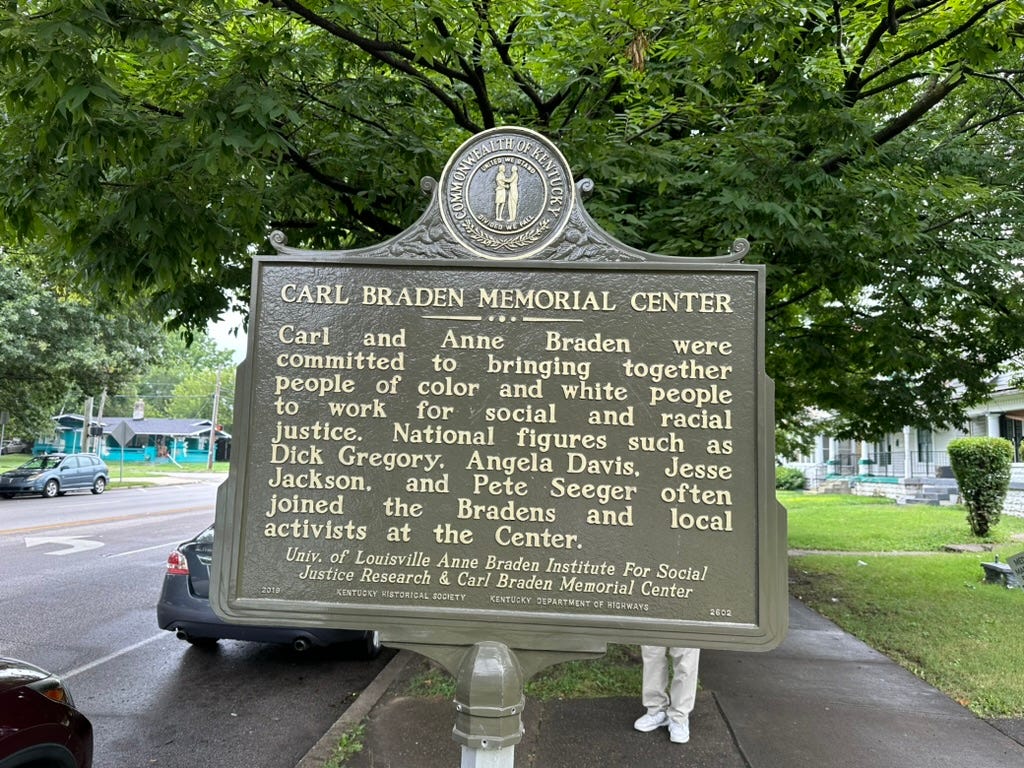 COMMONWEALTH OF KENTUCKY
UNITED WE STAND
DIVIDED WE FALL
CARL BRADEN MEMORIAL CENTER
Carl and Anne Braden were
committed to bringing together
people of color and white people
to work for social and racial
justice. National figures such as
Dick Gregory, Angela Davis, Jesse
Jackson, and Pete Seeger often
joined the Bradens and local
activists at the Center.
Univ. of Louisville Anne Braden Institute For Social
Justice Research & Carl Braden Memorial Center
2019 KENTUCKY HISTORICAL SOCIETY KENTUCKY DEPARTMENT OF HIGHWAYS 2602